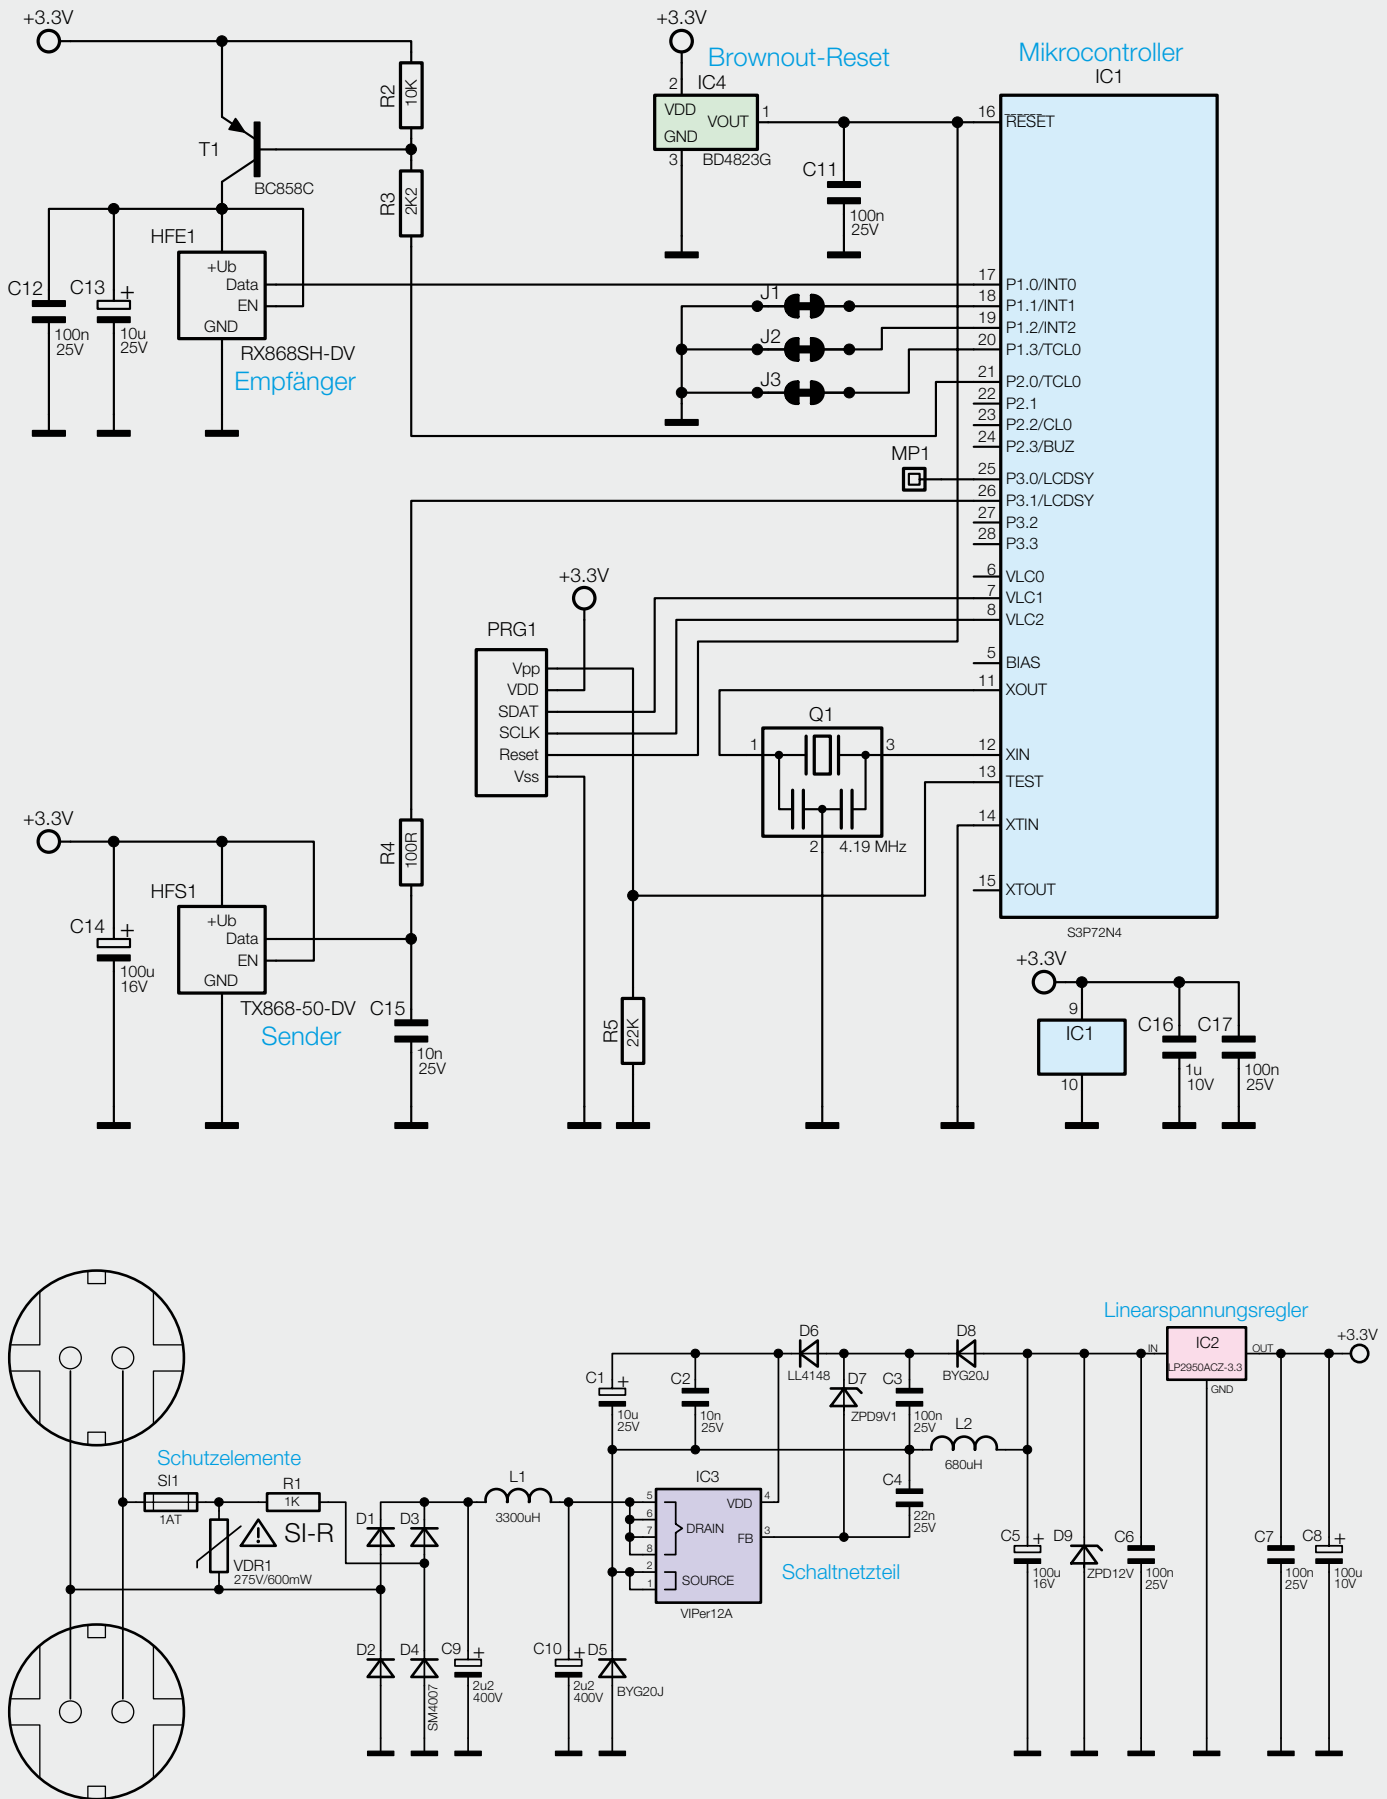 +3.3V
+3.3V
Brownout-Reset
Mikrocontroller
IC1
R2
10K
2
IC4
VDD
VOUT
GND
1
3
BD4823G
16
RESET
T1
BC858C
R3
2K2
C11
100n
25V
HFE1
+Ub
Data
EN
GND
RX868SH-DV
Empfänger
C12
100n
25V
C13
+
10u
25V
J1
J2
J3
17
P1.0/INT0
18
P1.1/INT1
19
P1.2/INT2
20
P1.3/TCL0
21
P2.0/TCL0
22
P2.1
23
P2.2/CL0
24
P2.3/BUZ
MP1
25
P3.0/LCDSY
26
P3.1/LCDSY
27
P3.2
28
P3.3
6
VLC0
7
VLC1
8
VLC2
5
BIAS
11
XOUT
12
XIN
13
TEST
14
XTIN
15
XTOUT
S3P72N4
+3.3V
PRG1
Vpp
VDD
SDAT
SCLK
Reset
Vss
Q1
1
3
2
4.19 MHz
+3.3V
R4
100R
HFS1
+Ub
Data
EN
GND
TX868-50-DV
Sender
C14
+
100u
16V
C15
10n
25V
R5
22K
+3.3V
9
IC1
10
C16
1u
10V
C17
100n
25V
Linearspannungsregler
IC2
LP2950ACZ-3.3
IN
OUT
GND
+3.3V
D6
LL4148
D8
BYG20J
C1
+
10u
25V
C2
10n
25V
D7
ZPD9V1
C3
100n
25V
L2
680uH
Schutzelemente
SI1
1AT
R1
1K
SI-R
VDR1
275V/600mW
L1
3300uH
D1
D3
IC3
5
6
7
8
2
1
DRAIN
SOURCE
VDD
FB
4
3
VIPer12A
C4
22n
25V
Schaltnetzteil
C5
+
100u
16V
D9
ZPD12V
C6
100n
25V
C7
100n
25V
C8
+
100u
10V
D2
D4
SM4007
C9
+
2u2
400V
C10
+
2u2
400V
D5
BYG20J